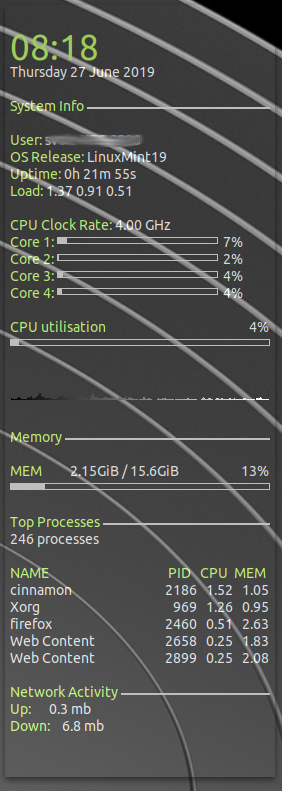 08:18
Thursday 27 June 2019
System Info
User:
OS Release: LinuxMint19
Uptime: 0h 21m 55s
Load: 1.37 0.91 0.51
CPU Clock Rate: 4.00 GHz
Core 1: 7%
Core 2: 2%
Core 3: 4%
Core 4: 4%
CPU utilisation 4%
Memory
MEM 2.15GiB / 15.6GiB 13%
Top Processes
246 processes
NAME PID CPU MEM
cinnamon 2186 1.52 1.05
Xorg 969 1.26 0.95
firefox 2460 0.51 2.63
Web Content 2658 0.25 1.83
Web Content 2899 0.25 2.08
Network Activity
Up: 0.3 mb
Down: 6.8 mb